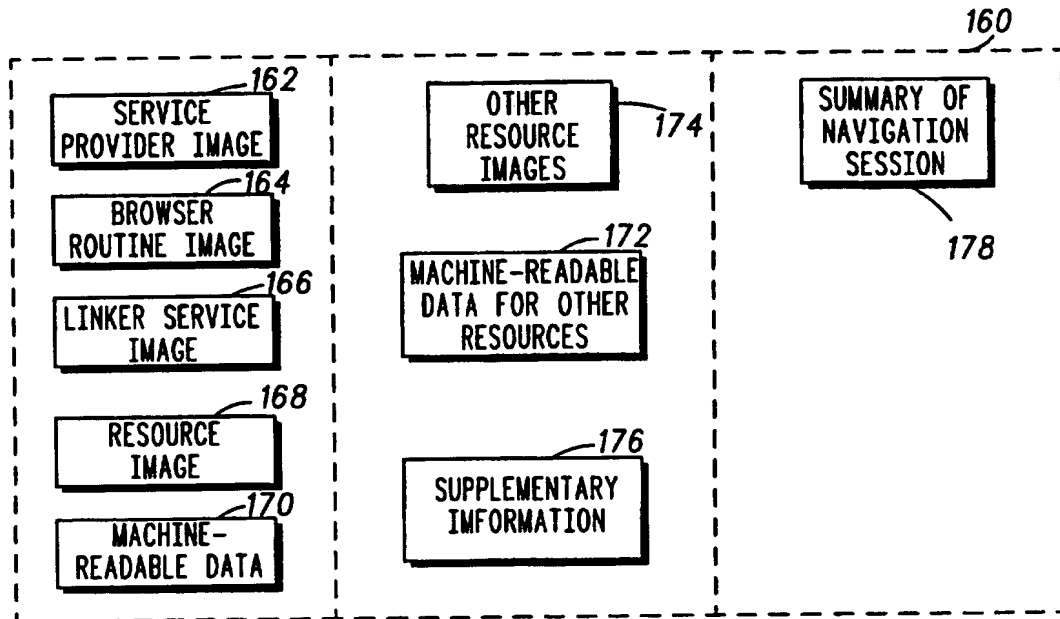 160
162
SERVICE
PROVIDER IMAGE
164
BROWSER
ROUTINE IMAGE
166
LINKER SERVICE
IMAGE
168
RESOURCE
IMAGE
170
MACHINE-
READABLE DATA
OTHER
RESOURCE
IMAGES
174
172
MACHINE-READABLE
DATA FOR OTHER
RESOURCES
176
SUPPLEMENTARY
IMFORMATION
SUMMARY OF
NAVIGATION
SESSION
178